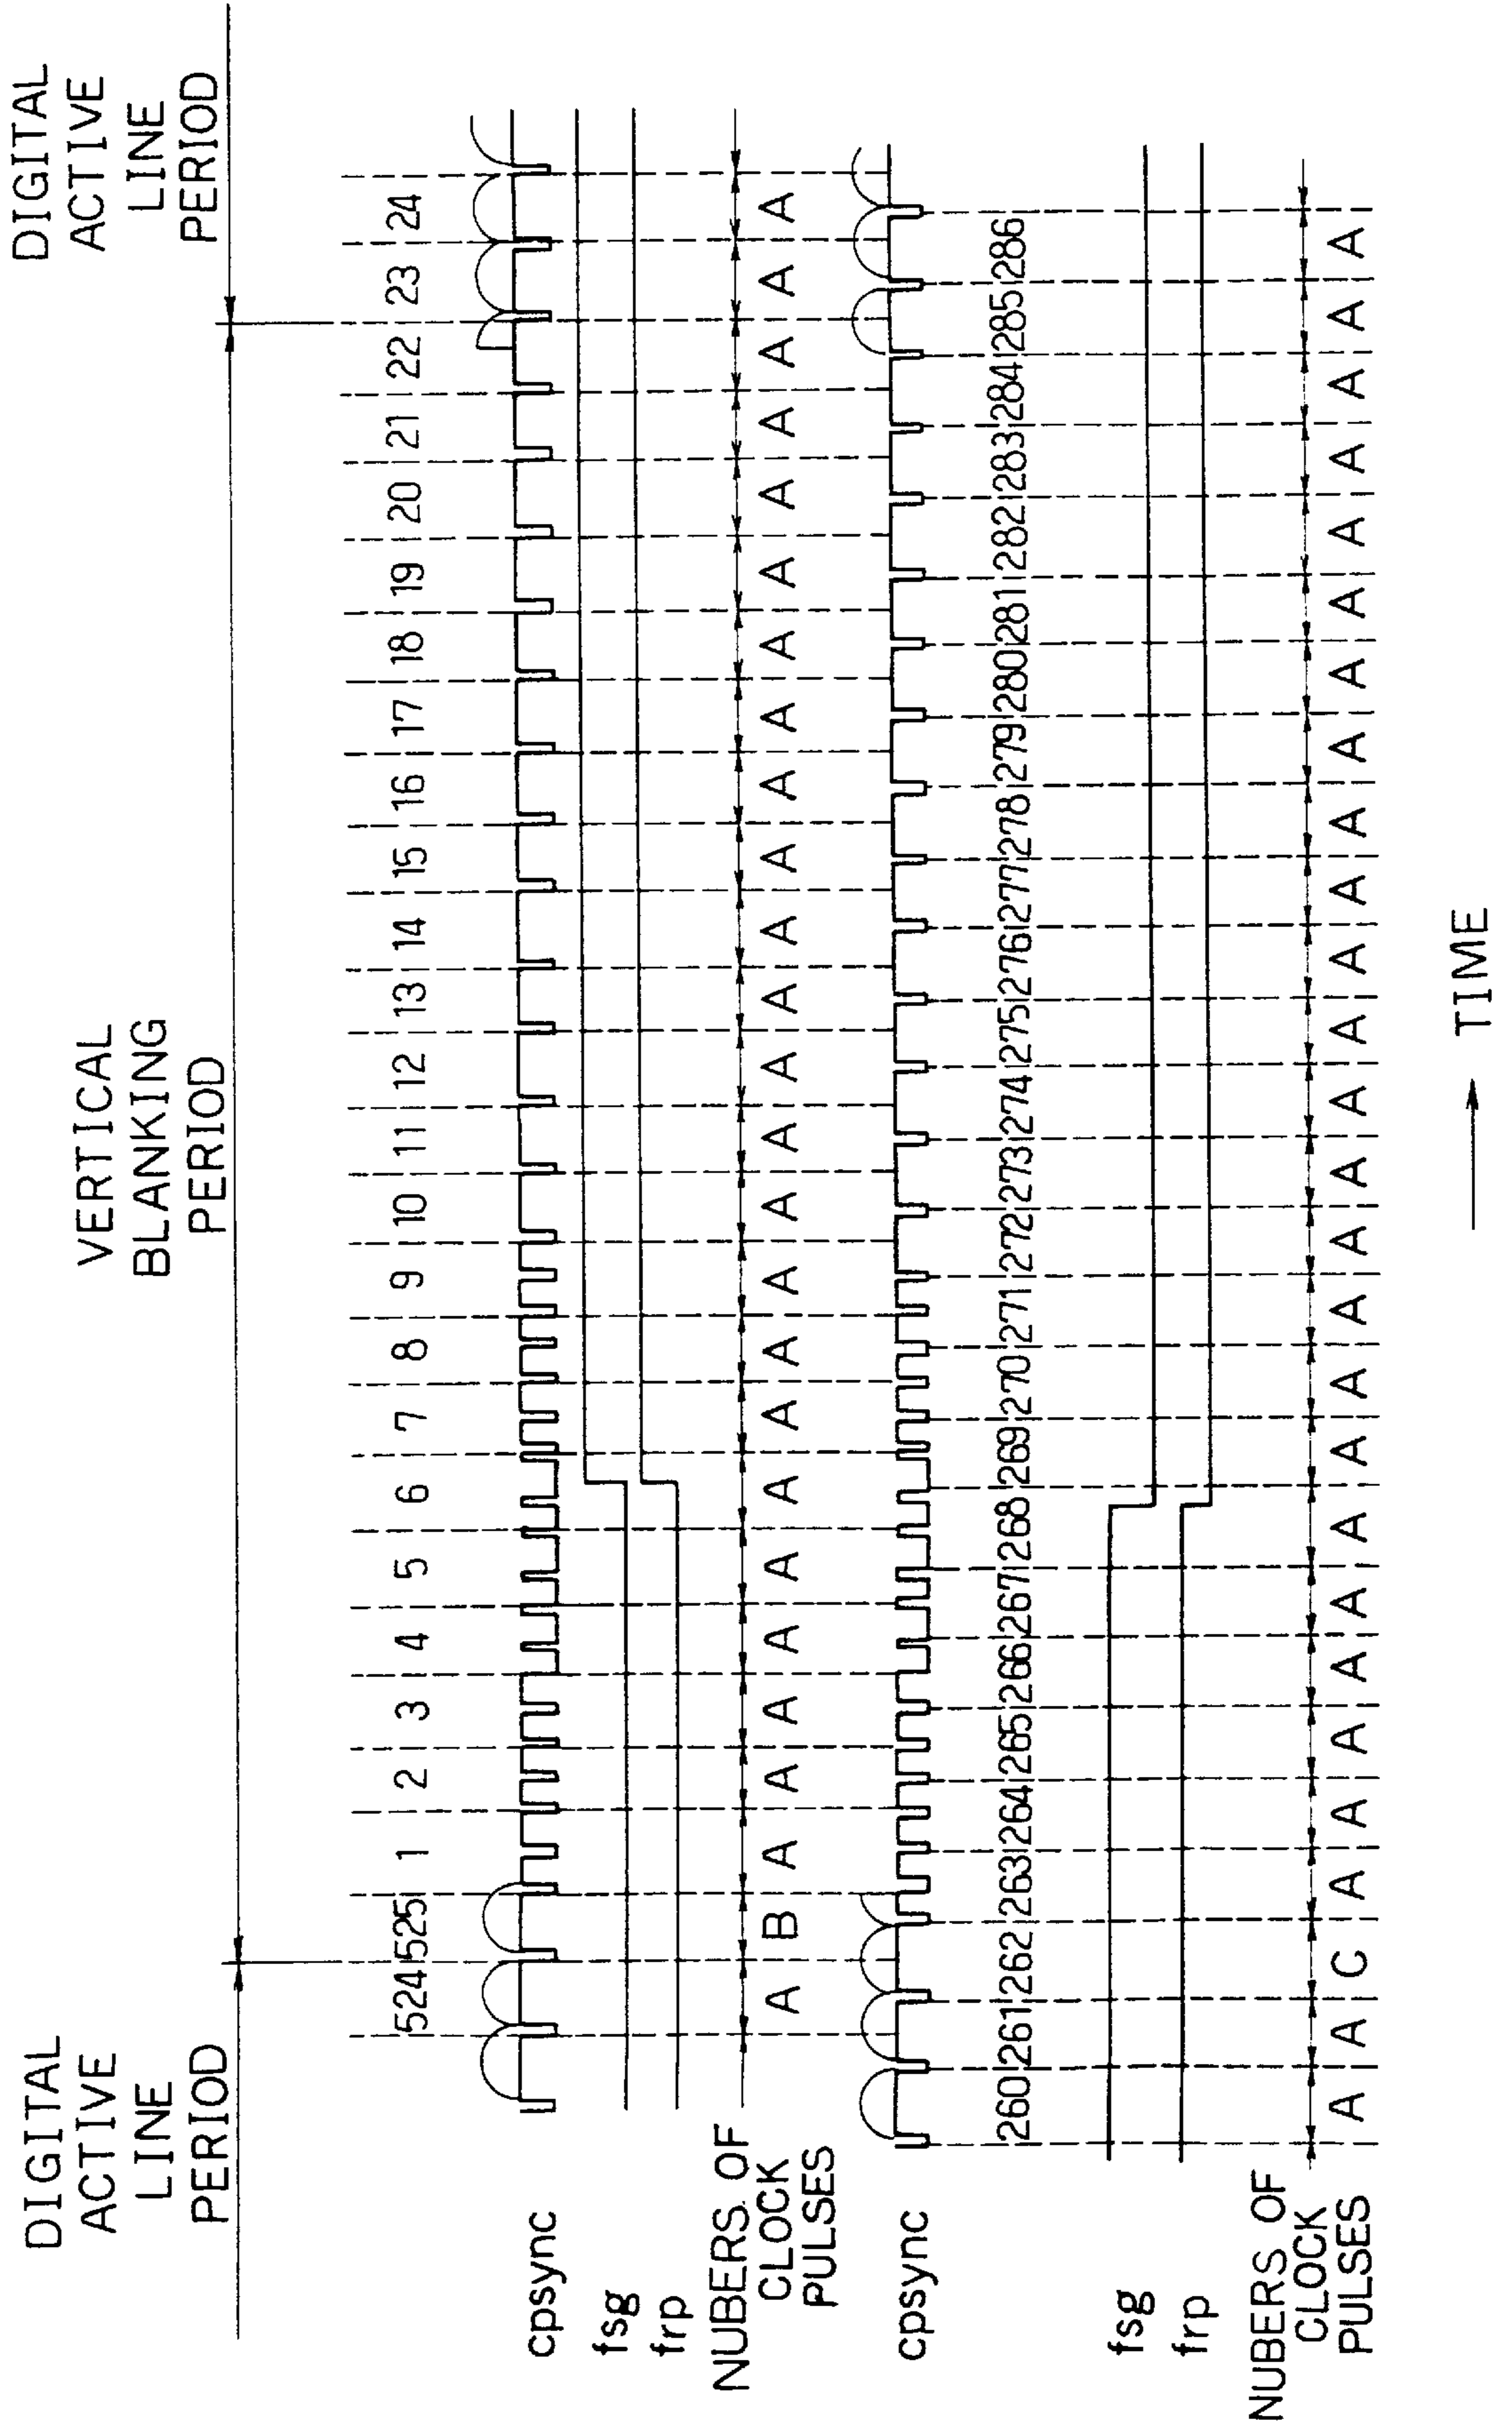 DIGITAL
ACTIVE
LINE
PERIOD
VERTICAL
BLANKING
PERIOD
DIGITAL
ACTIVE
LINE
PERIOD
524 525 1 2 3 4 5 6 7 8 9 10 11 12 13 14 15 16 17 18 19 20 21 22 23 24
cpsync
fsg
frp
NUBERS OF
CLOCK
PULSES
A B A A A A A A A A A A A A A A A A A A A A A A A A
cpsync
260 261 262 263 264 265 266 267 268 269 270 271 272 273 274 275 276 277 278 279 280 281 282 283 284 285 286
fsg
frp
NUBERS OF
CLOCK
PULSES
A A C A A A A A A A A A A A A A A A A A A A A A A A A
TIME